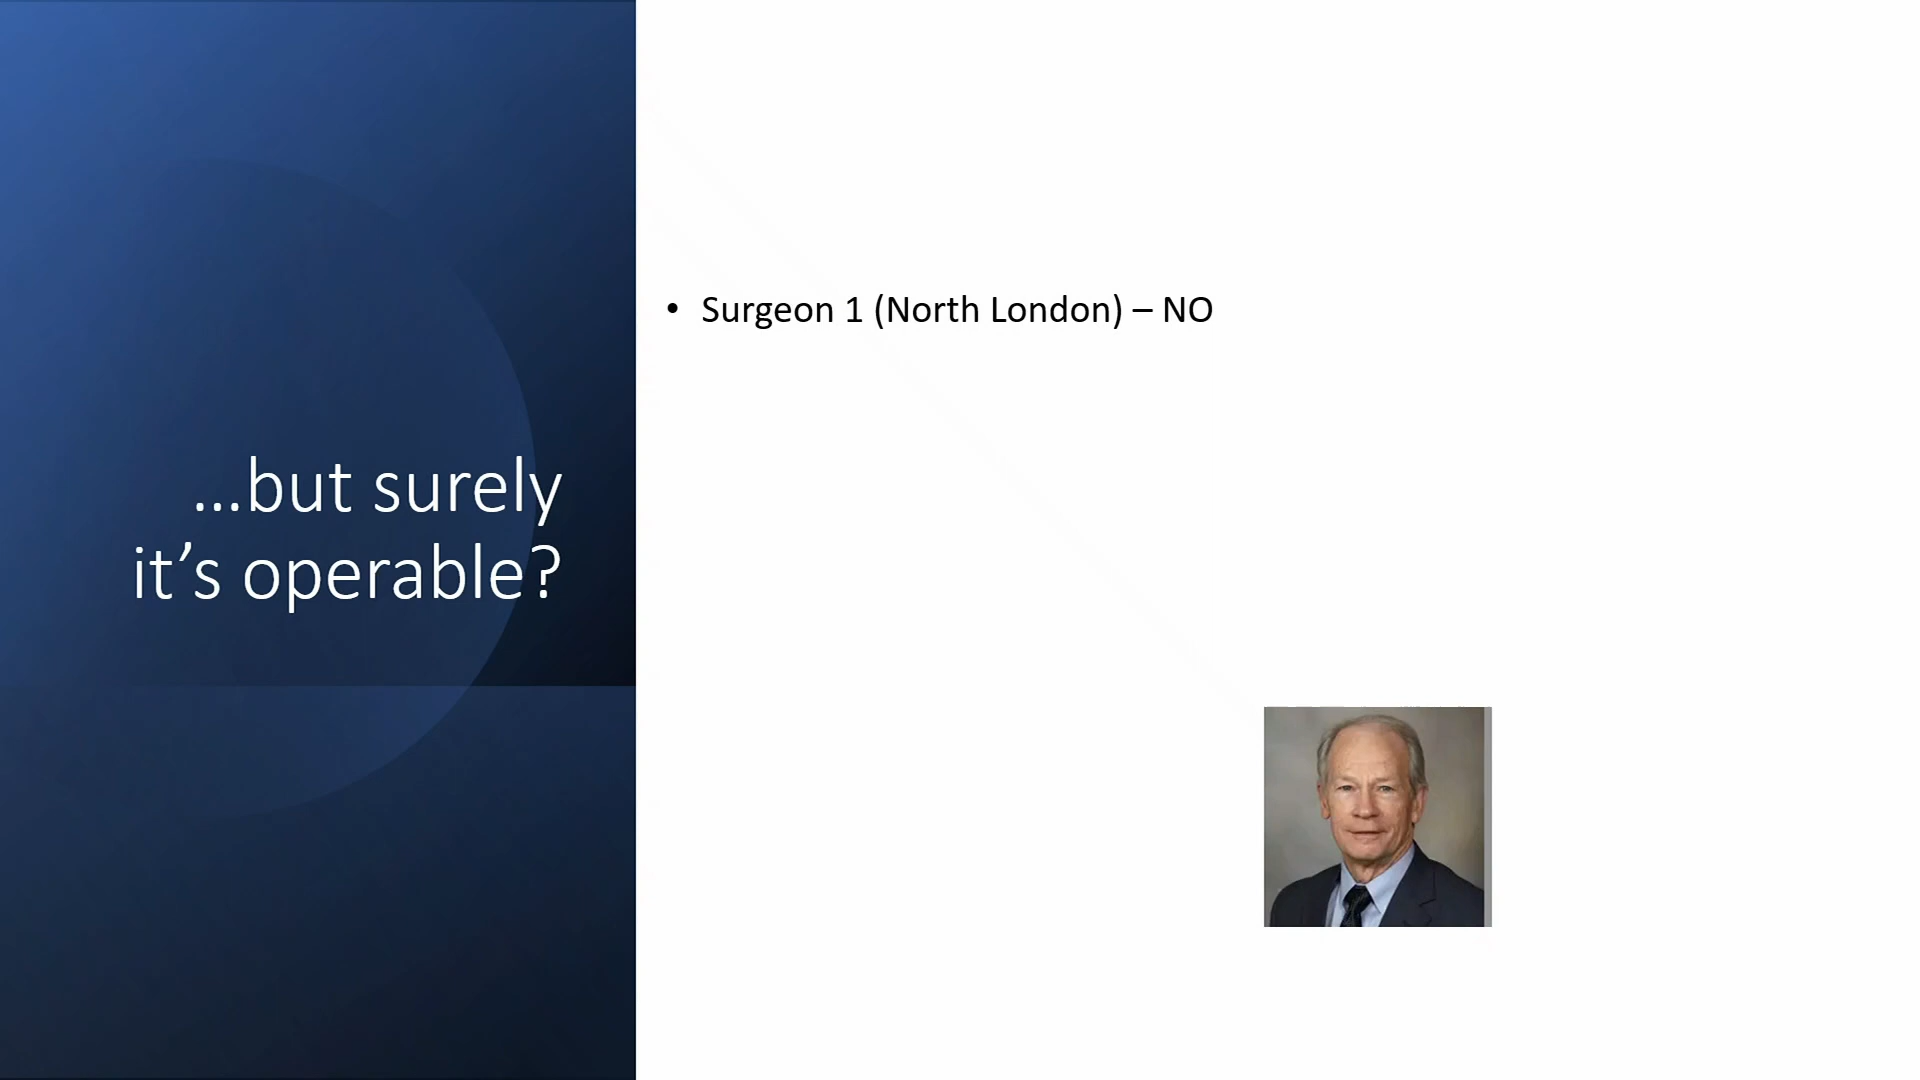 ...but surely
it’s operable?
• Surgeon 1 (North London) – NO